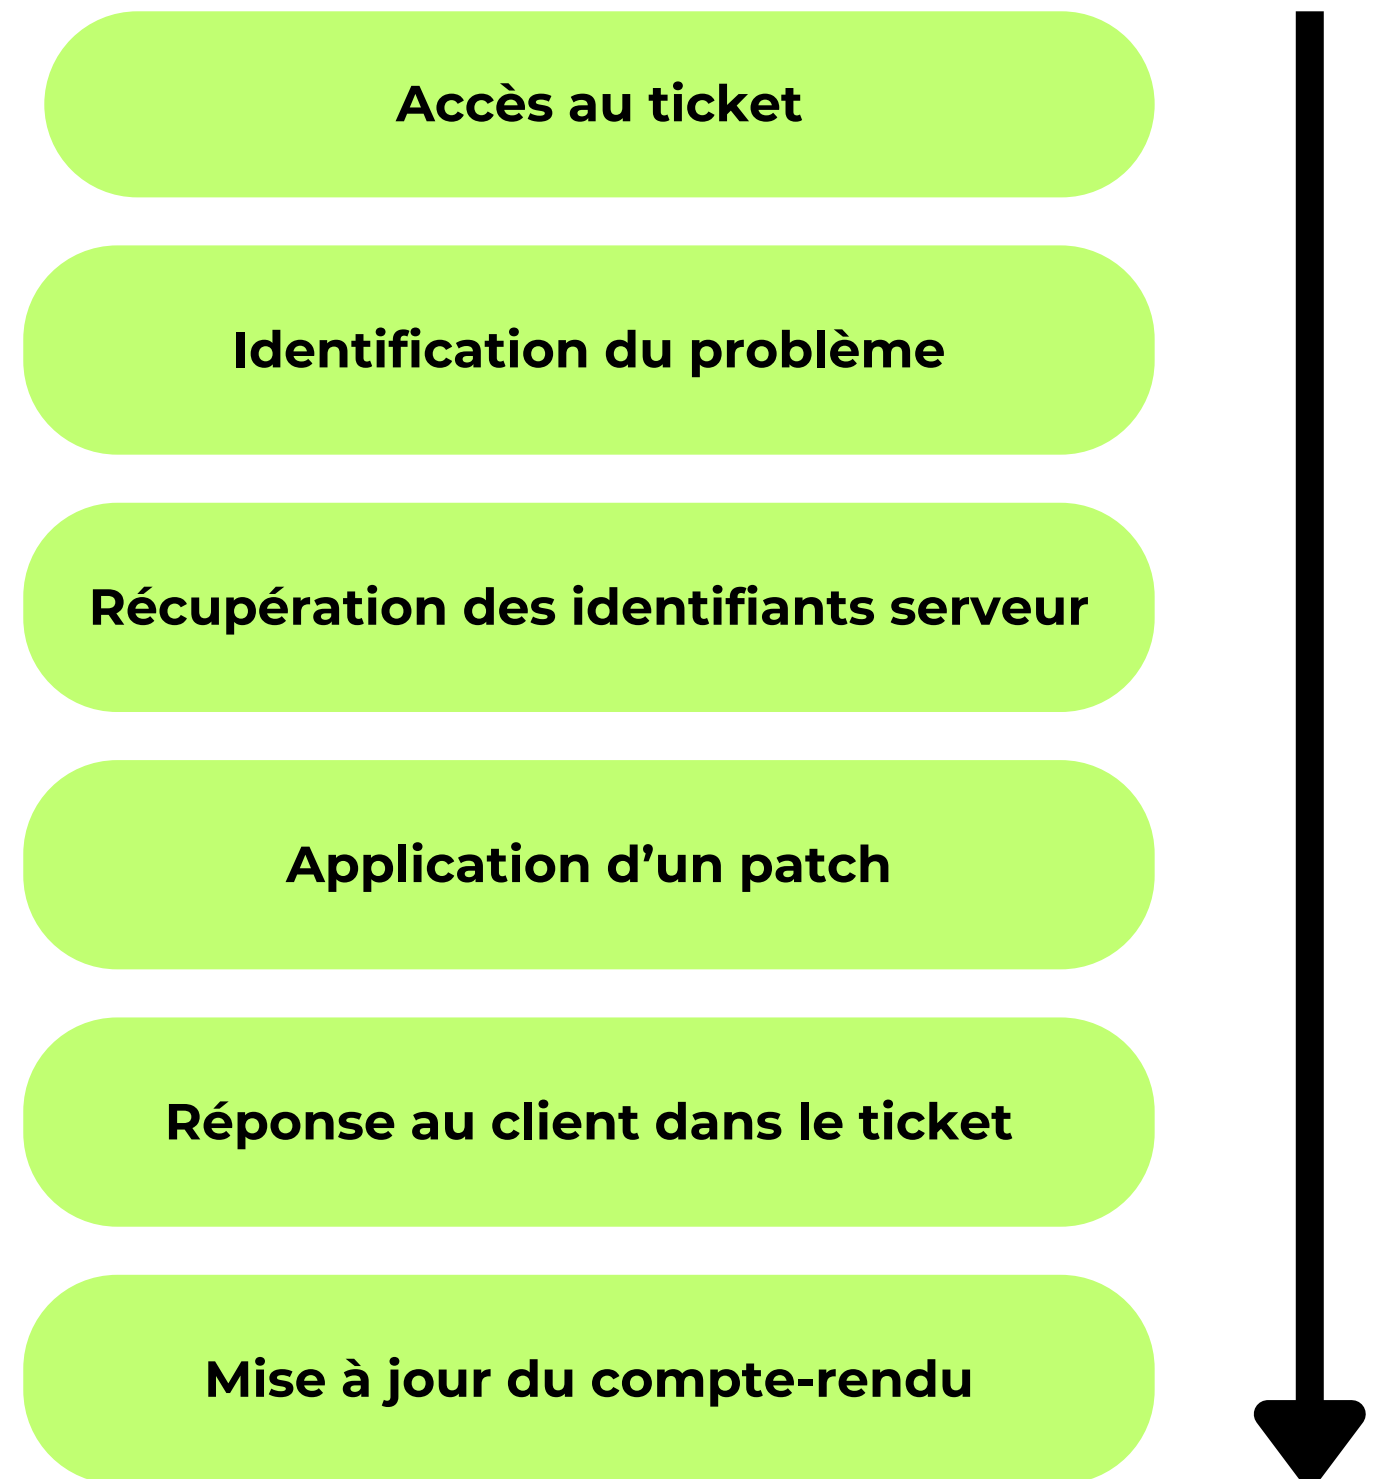 Accès au ticket
Identification du problème
Récupération des identifiants serveur
Application d’un patch
Réponse au client dans le ticket
Mise à jour du compte-rendu